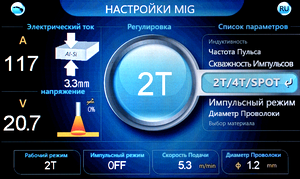 НАСТРОЙКИ MIG
RU
Электрический ток
A
117
Al-Si
3.3mm
напряжение
V
20.7
0%
Регулировка
2T
Список параметров
Индуктивность
Частота Пульса
Скважность Импульсов
2T/4T/SPOT
Импульсный режим
Диаметр Проволоки
Выбор материала
Рабочий режим
2T
Импульсный режим
OFF
Скорость Подачи
5.3 m/min
Диаметр Проволоки
ϕ 1.2 mm